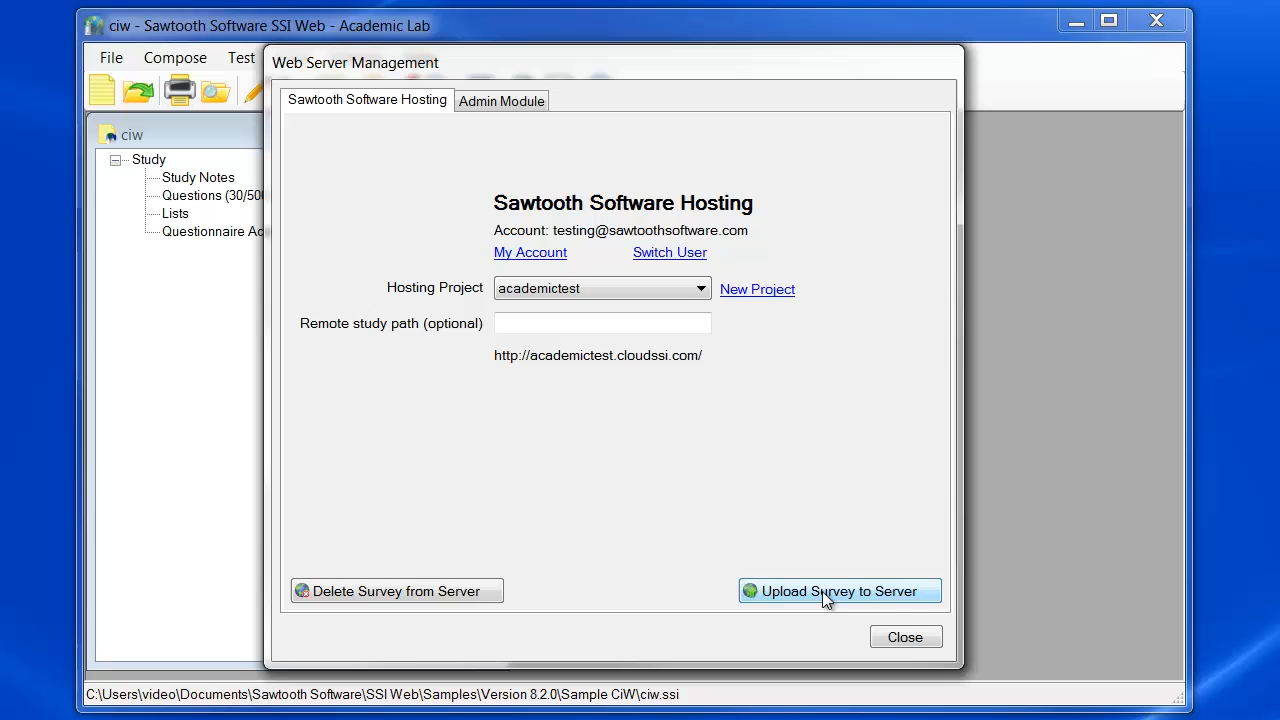 ciw - Sawtooth Software SSI Web - Academic Lab
File Compose Test
Web Server Management
Sawtooth Software Hosting Admin Module
ciw
Study
Study Notes
Questions (30/500
Lists
Questionnaire Ac
Sawtooth Software Hosting
Account: testing@sawtoothsoftware.com
My Account Switch User
Hosting Project academictest New Project
Remote study path (optional)
http://academictest.cloudssi.com/
Delete Survey from Server Upload Survey to Server
Close
C:\Users\video\Documents\Sawtooth Software\SSI Web\Samples\Version 8.2.0\Sample CiW\ciw.ssi